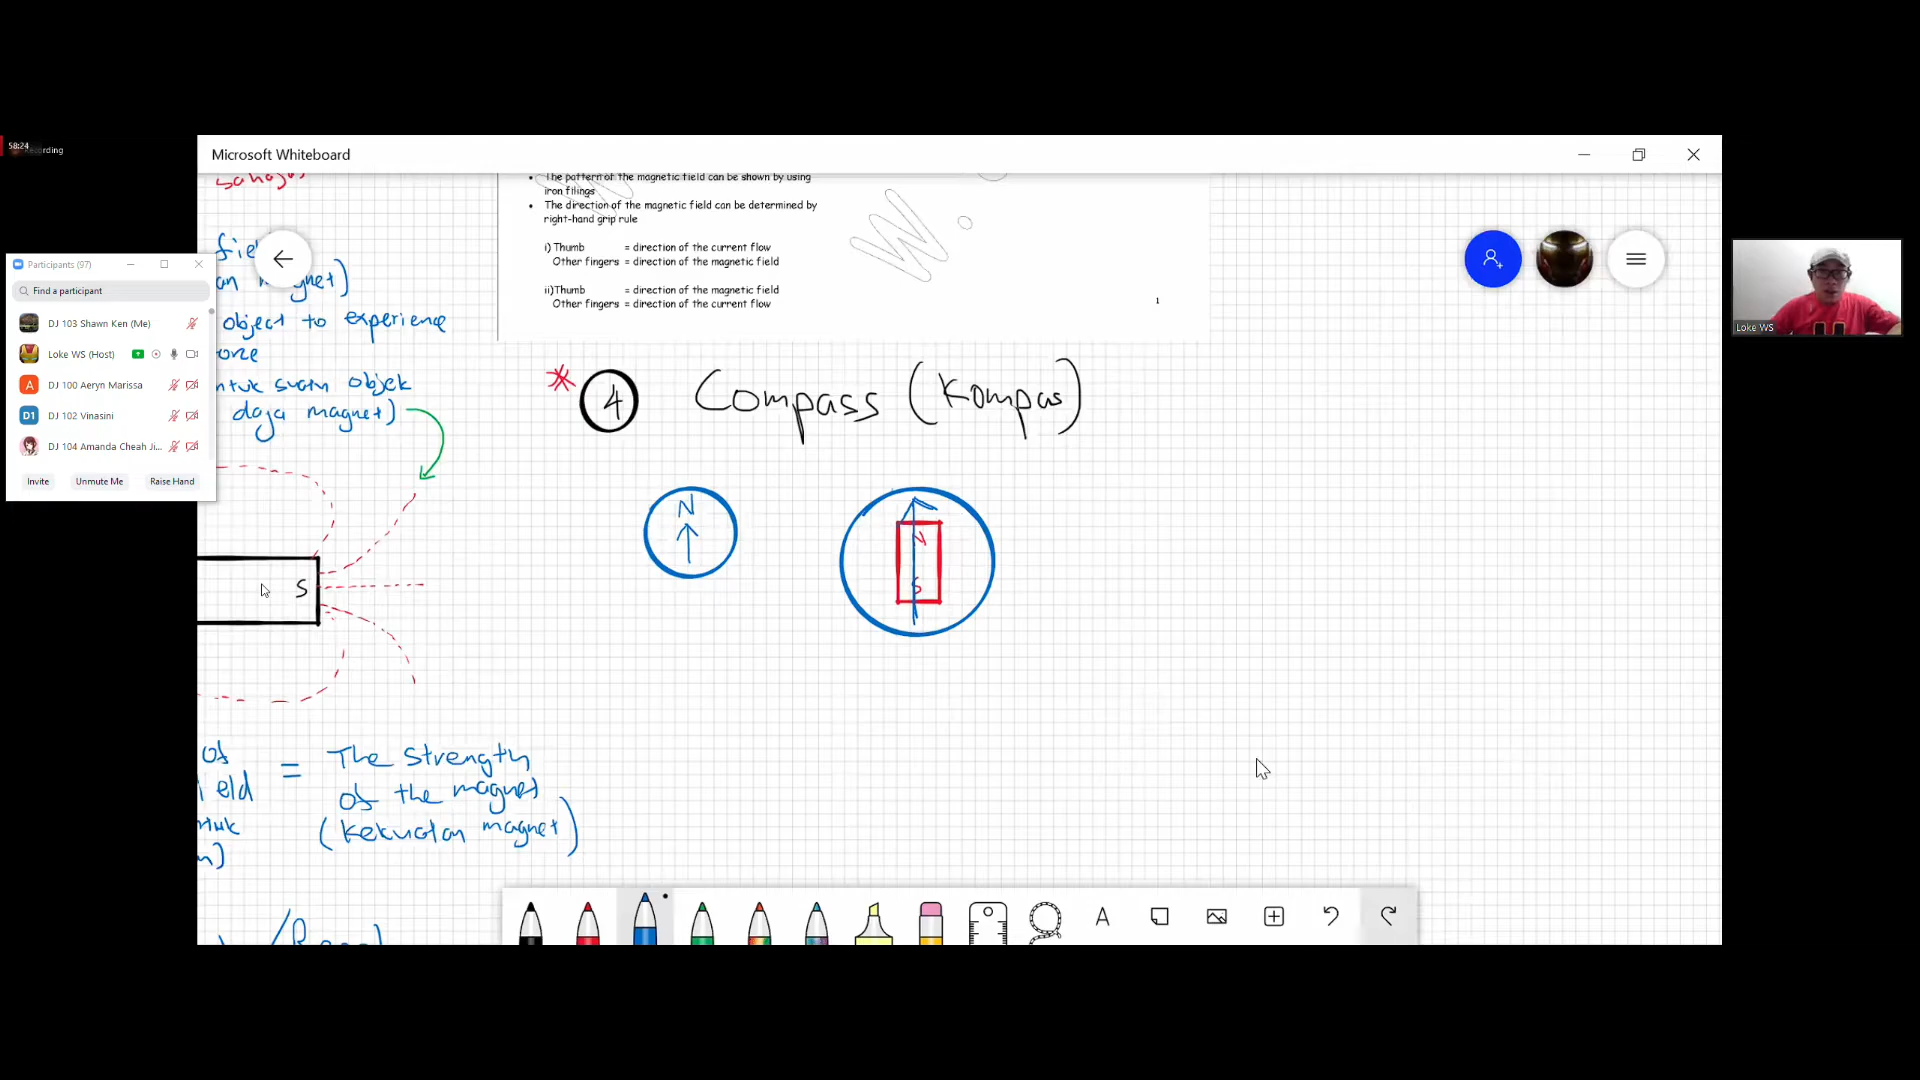 58:24
Recording
Microsoft Whiteboard
Participants (97)
Find a participant
DJ 103 Shawn Ken (Me)
Loke WS (Host)
A
DJ 100 Aeryn Marissa
D1
DJ 102 Vinasini
DJ 104 Amanda Cheah Ji...
Invite
Unmute Me
Raise Hand
• The pattern of the magnetic field can be shown by using
iron filings
• The direction of the magnetic field can be determined by
right-hand grip rule
i) Thumb = direction of the current flow
Other fingers = direction of the magnetic field
ii)Thumb = direction of the magnetic field
Other fingers = direction of the current flow
1
W.
object to experience
suatu objek
daya magnet)
S
* 4 Compass (Kompas)
N
N
S
of = The strength
of the magnet
(kekuatan magnet)
Loke WS
A